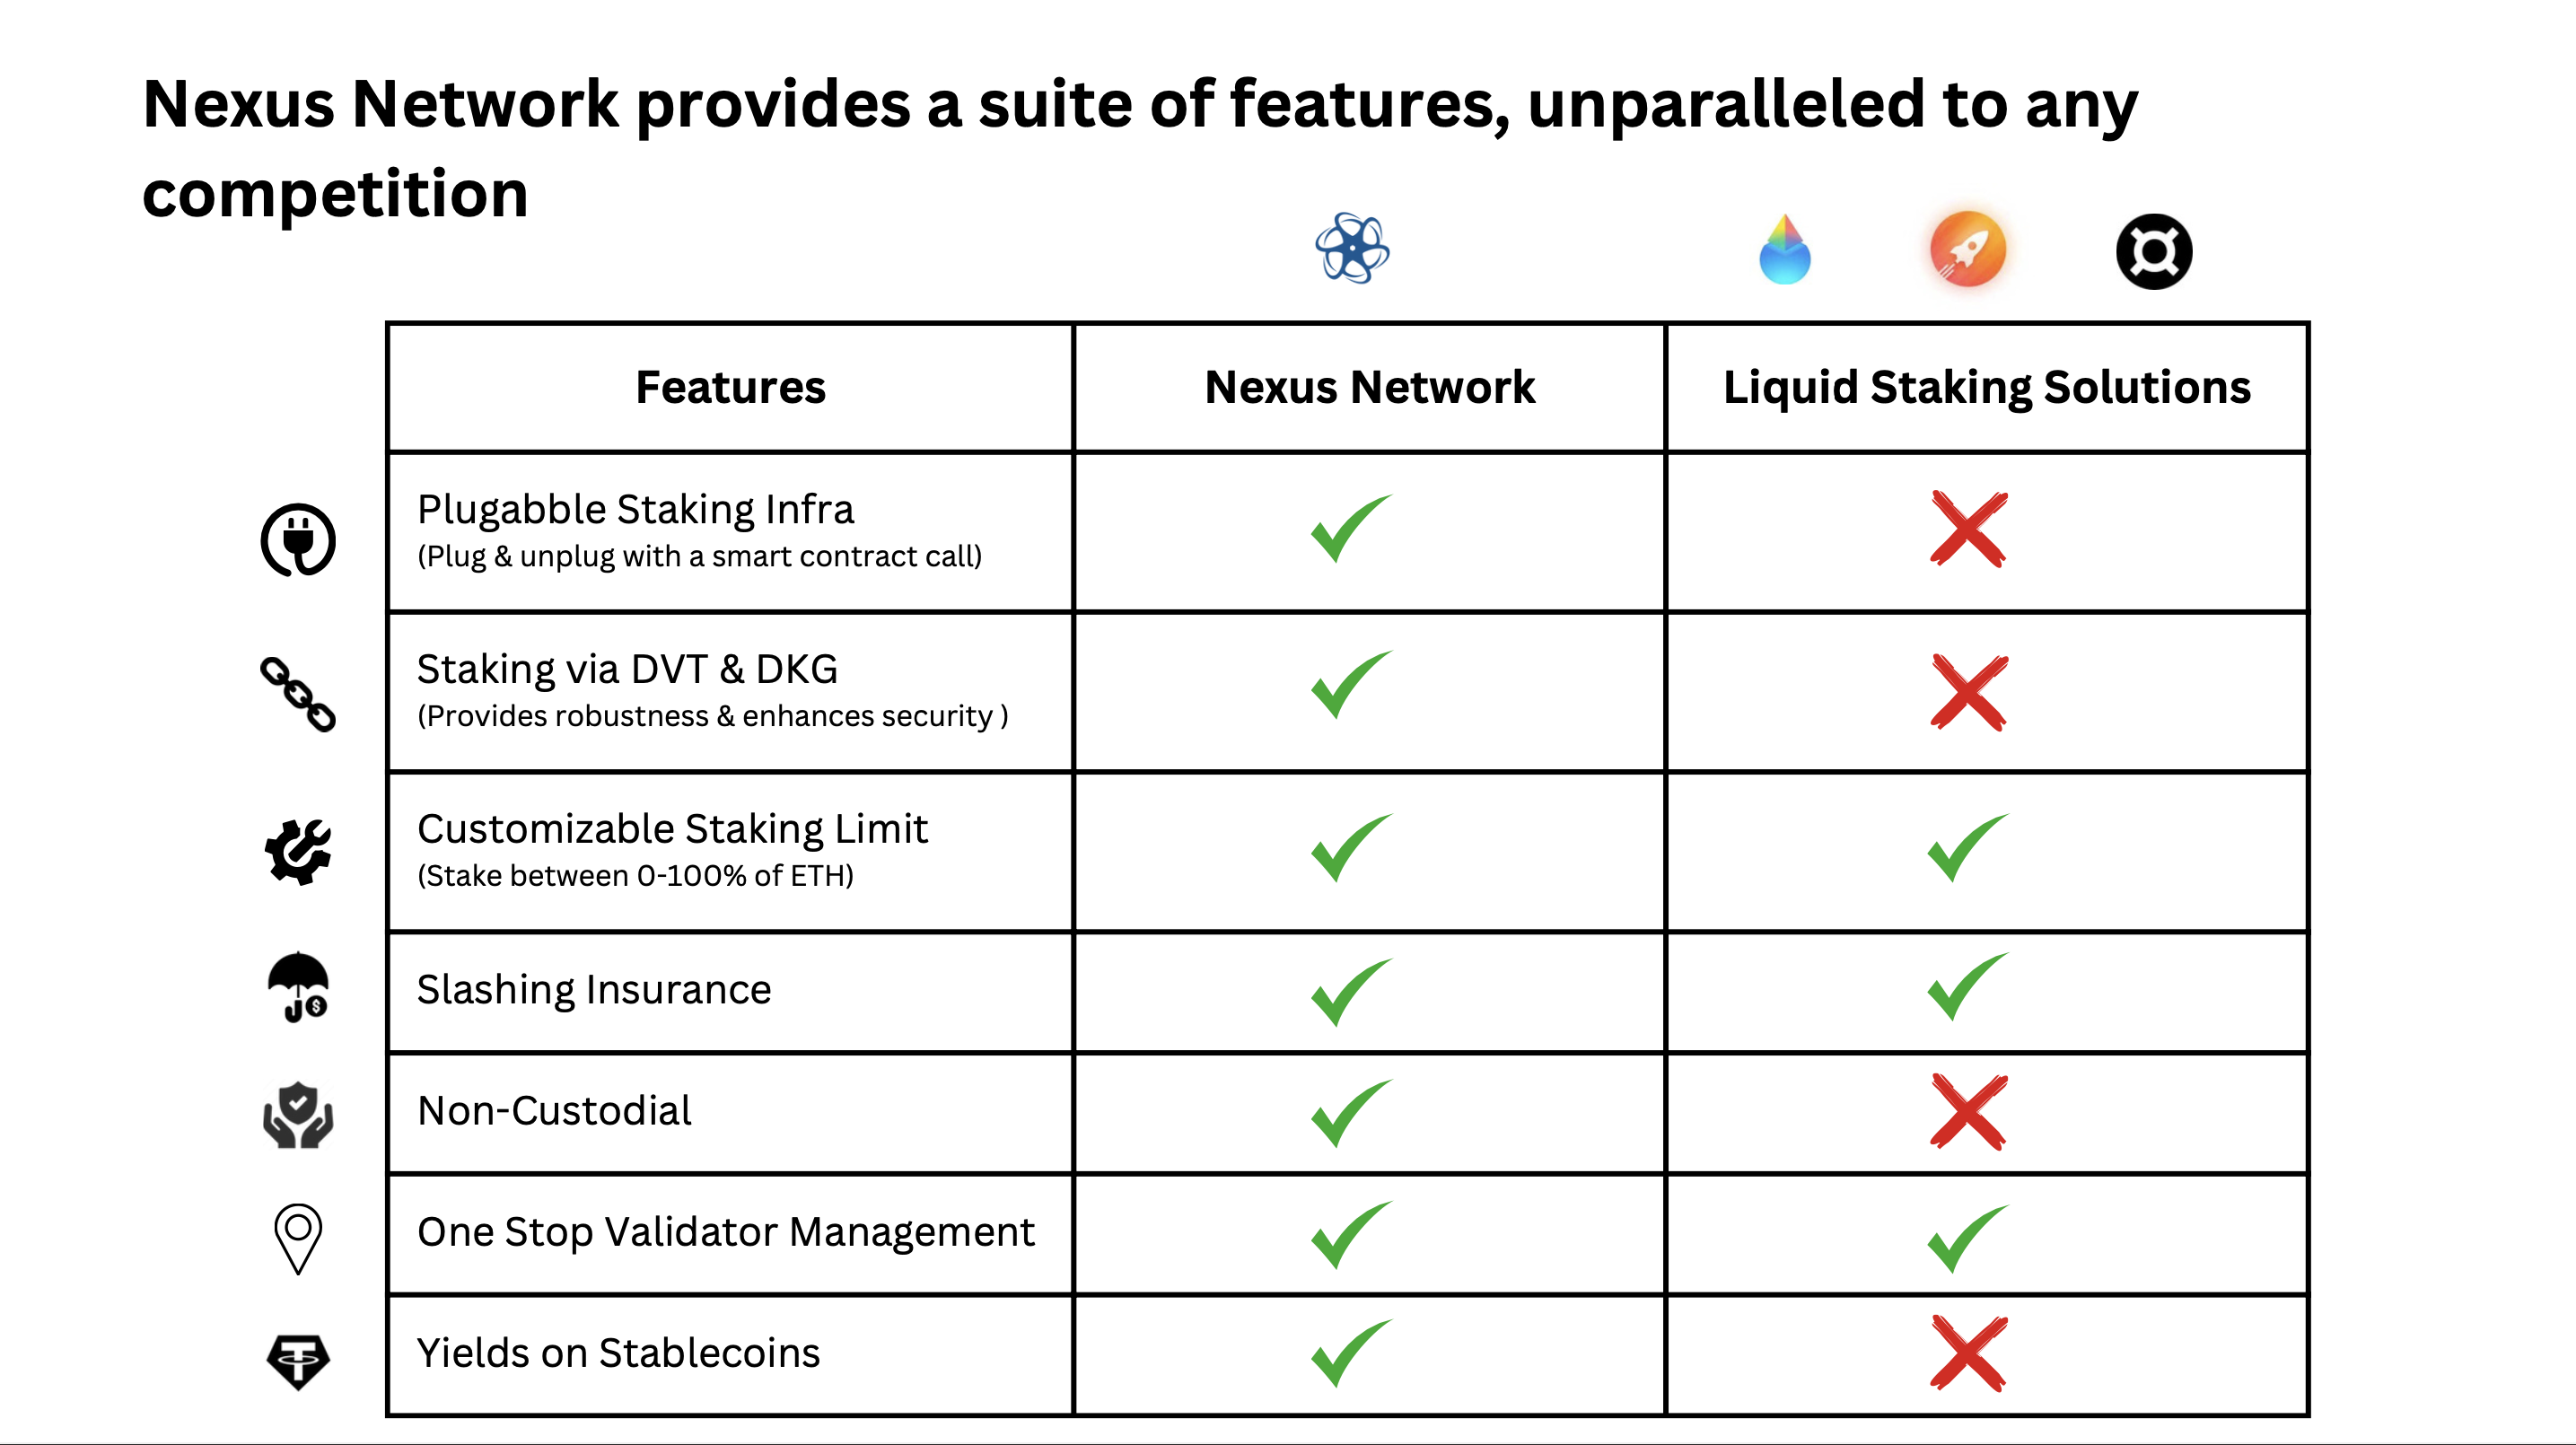 Nexus Network provides a suite of features, unparalleled to any
competition
Features
Nexus Network
Liquid Staking Solutions
Plugabble Staking Infra
(Plug & unplug with a smart contract call)
Staking via DVT & DKG
(Provides robustness & enhances security )
Customizable Staking Limit
(Stake between 0-100% of ETH)
Slashing Insurance
Non-Custodial
One Stop Validator Management
Yields on Stablecoins